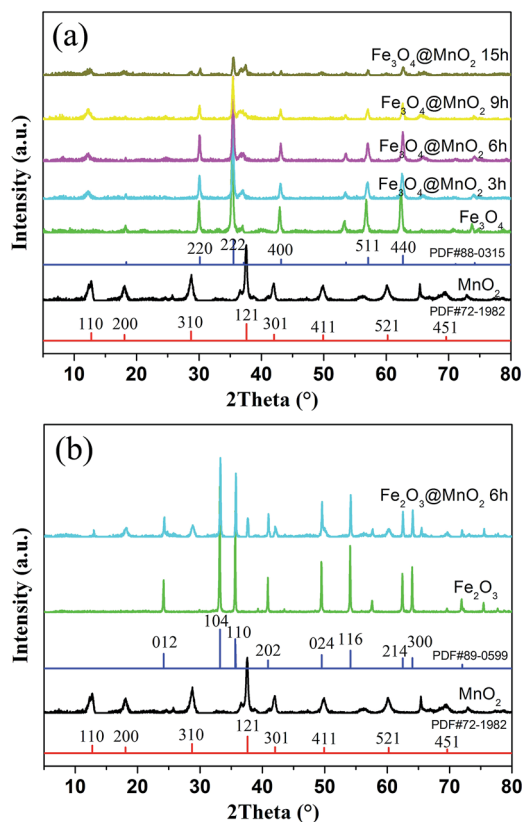 (a)
Fe₃O₄@MnO₂ 15h
Fe₃O₄@MnO₂ 9h
Fe₃O₄@MnO₂ 6h
Fe₃O₄@MnO₂ 3h
Fe₃O₄
220 222 400 511 440
PDF#88-0315
MnO₂
PDF#72-1982
110 200 310 121 301 411 521 451
10 20 30 40 50 60 70 80
2Theta (°)
Intensity (a.u.)
(b)
Fe₂O₃@MnO₂ 6h
Fe₂O₃
012 104 110 202 024 116 214 300
PDF#89-0599
MnO₂
PDF#72-1982
110 200 310 121 301 411 521 451
10 20 30 40 50 60 70 80
2Theta (°)
Intensity (a.u.)